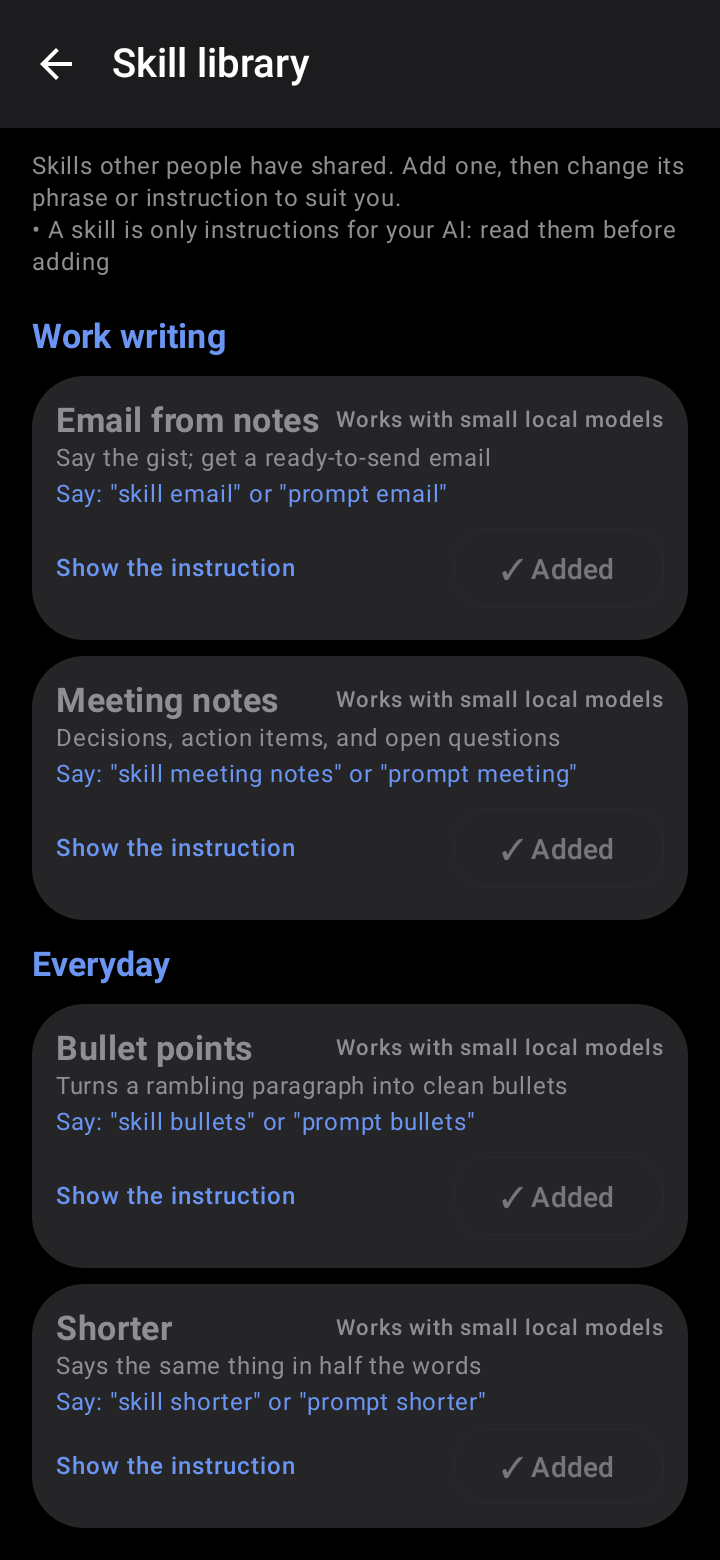 Skill library
Skills other people have shared. Add one, then change its
phrase or instruction to suit you.
• A skill is only instructions for your AI: read them before
adding
Work writing
Email from notes Works with small local models
Say the gist; get a ready-to-send email
Say: "skill email" or "prompt email"
Show the instruction ✓ Added
Meeting notes Works with small local models
Decisions, action items, and open questions
Say: "skill meeting notes" or "prompt meeting"
Show the instruction ✓ Added
Everyday
Bullet points Works with small local models
Turns a rambling paragraph into clean bullets
Say: "skill bullets" or "prompt bullets"
Show the instruction ✓ Added
Shorter Works with small local models
Says the same thing in half the words
Say: "skill shorter" or "prompt shorter"
Show the instruction ✓ Added